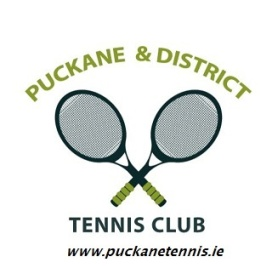 PUCKANE & DISTRICT
TENNIS CLUB
www.puckanetennis.ie